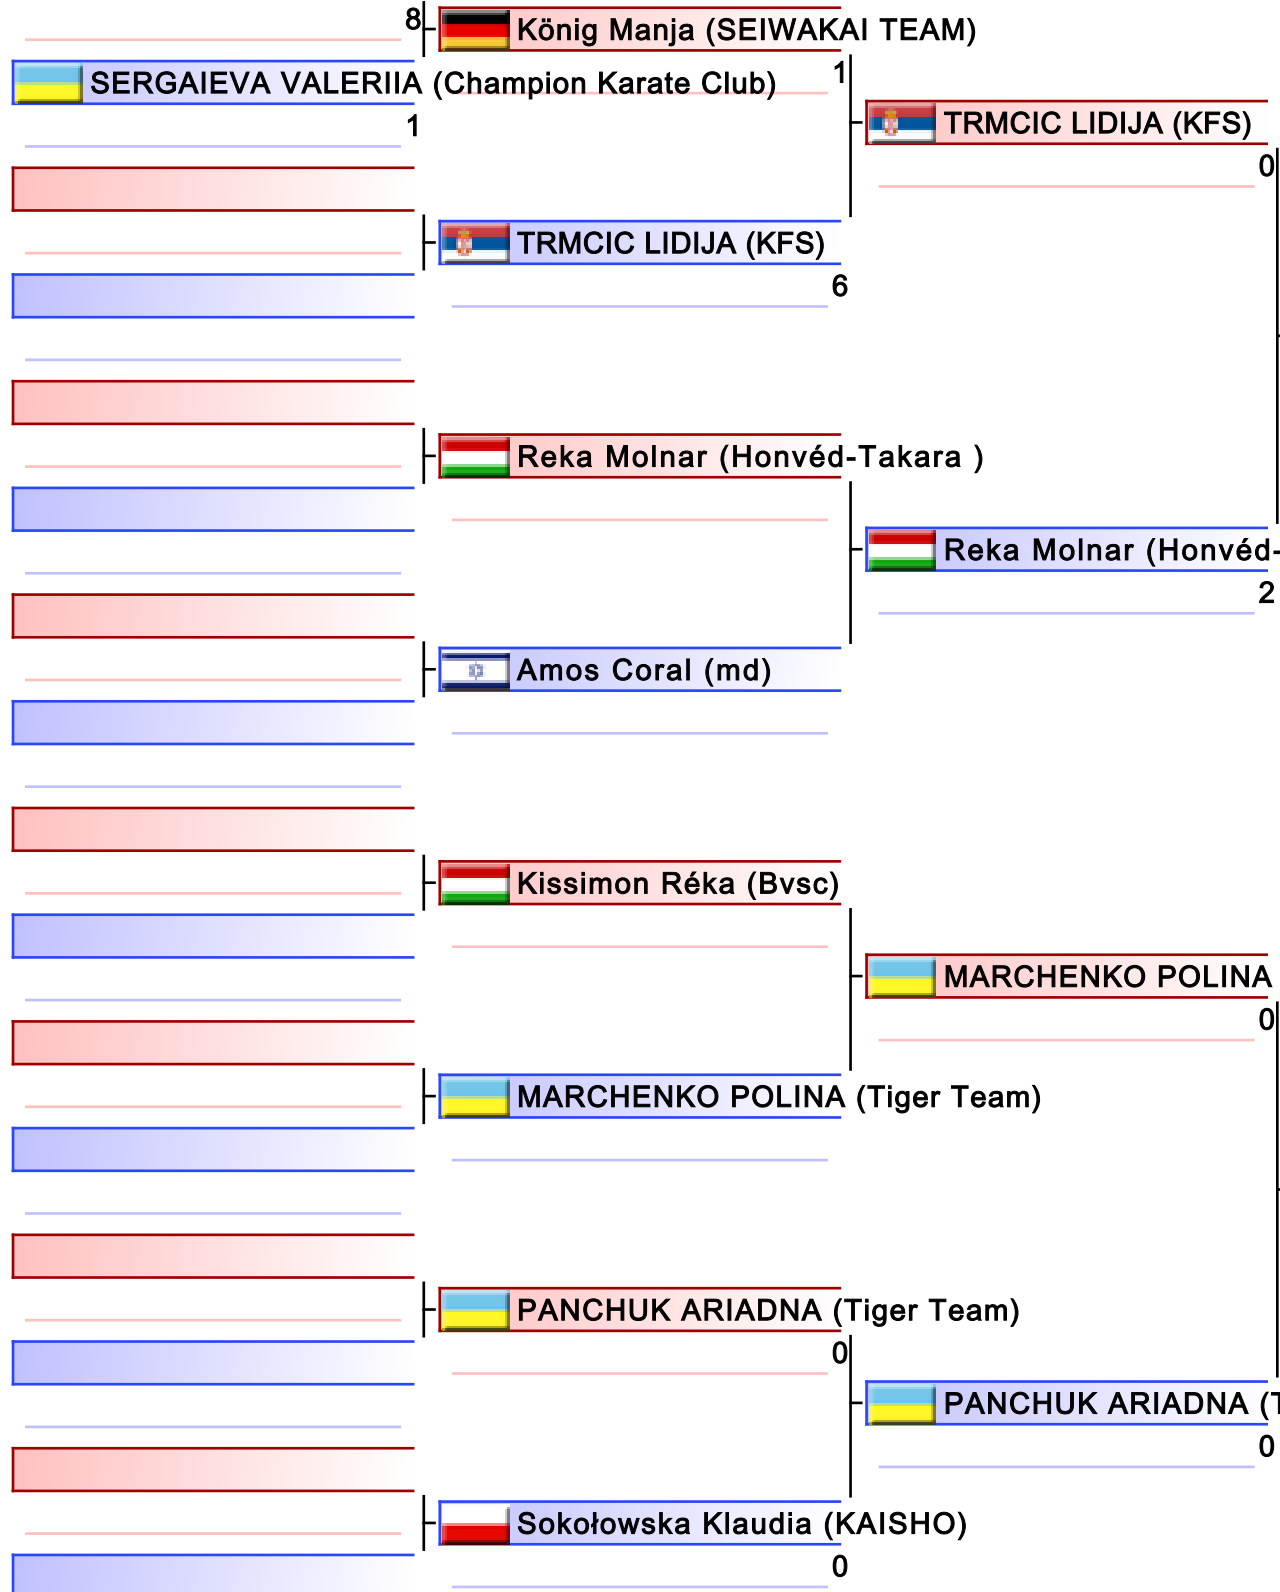 8
König Manja (SEIWAKAI TEAM)
SERGAIEVA VALERIIA (Champion Karate Club)
1
1
TRMCIC LIDIJA (KFS)
0
TRMCIC LIDIJA (KFS)
6
Reka Molnar (Honvéd-Takara )
Reka Molnar (Honvéd-
2
Amos Coral (md)
Kissimon Réka (Bvsc)
MARCHENKO POLINA
0
MARCHENKO POLINA (Tiger Team)
PANCHUK ARIADNA (Tiger Team)
0
PANCHUK ARIADNA (T
0
Sokołowska Klaudia (KAISHO)
0